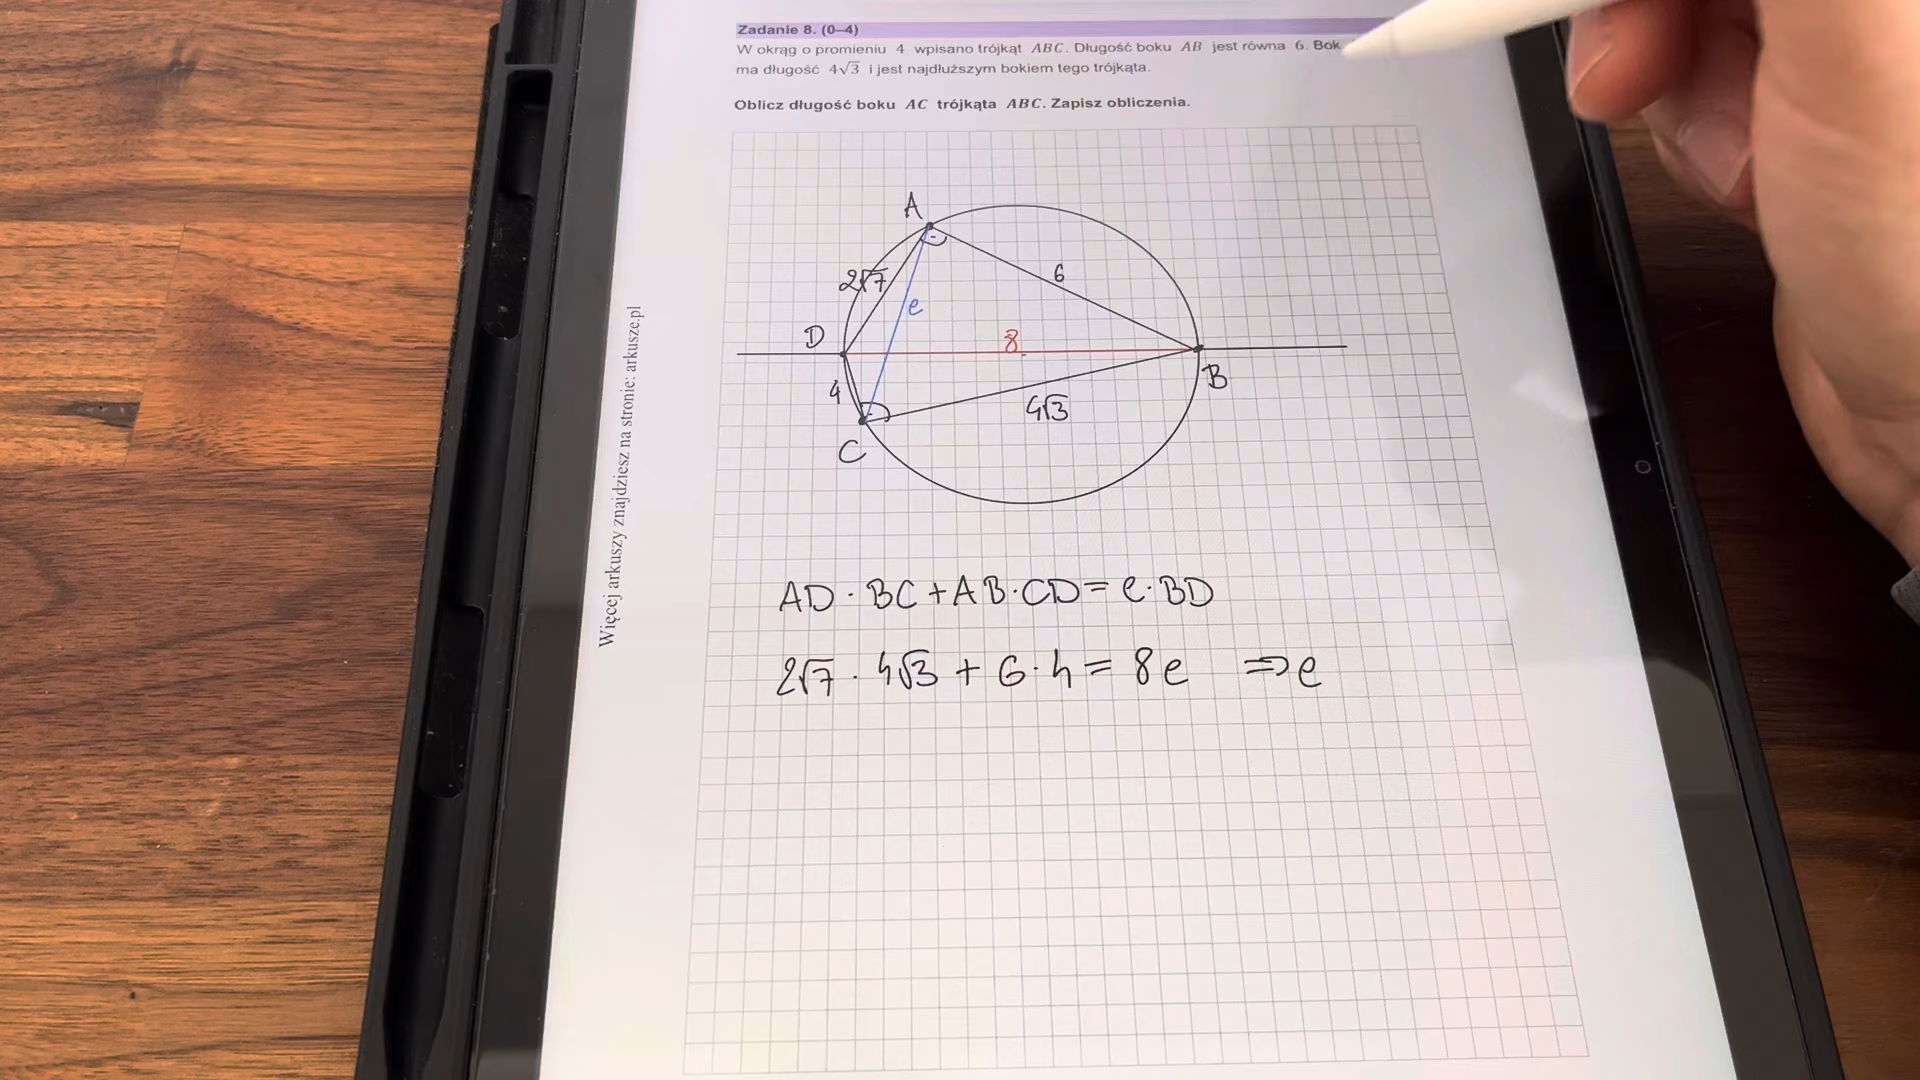 Zadanie 8. (0–4)
W okrąg o promieniu 4 wpisano trójkąt ABC. Długość boku AB jest równa 6. Bok
ma długość 4√3 i jest najdłuższym bokiem tego trójkąta.
Oblicz długość boku AC trójkąta ABC. Zapisz obliczenia.
A
2√7
6
e
D
8
B
4
4√3
C
AD · BC + AB · CD = e · BD
2√7 · 4√3 + 6 · 4 = 8e ⇒ e
Więcej arkuszy znajdziesz na stronie: arkusze.pl